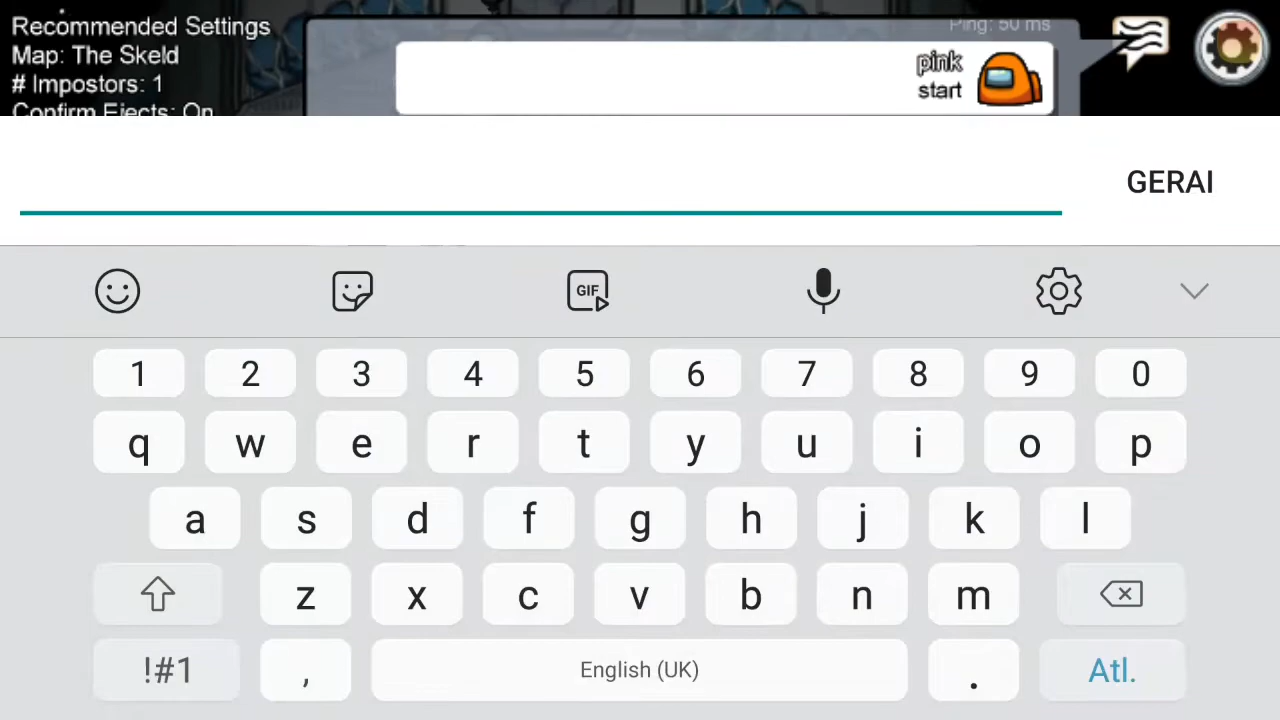 Recommended Settings
Map: The Skeld
# Impostors: 1
Confirm Ejects: On
Ping: 50 ms
pink
start
GERAI
GIF
1 2 3 4 5 6 7 8 9 0
q w e r t y u i o p
a s d f g h j k l
z x c v b n m
!#1 , English (UK) . Atl.